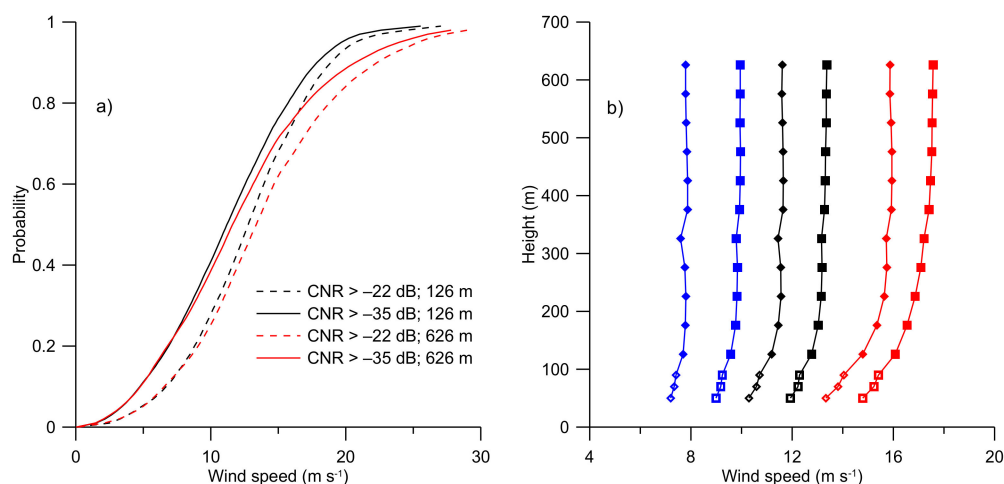 1
0.8
0.6
0.4
0.2
0
Probability
a)
CNR > –22 dB; 126 m
CNR > –35 dB; 126 m
CNR > –22 dB; 626 m
CNR > –35 dB; 626 m
0 10 20 30
Wind speed (m s⁻¹)
700
600
500
400
300
200
100
0
Height (m)
b)
4 8 12 16 20
Wind speed (m s⁻¹)